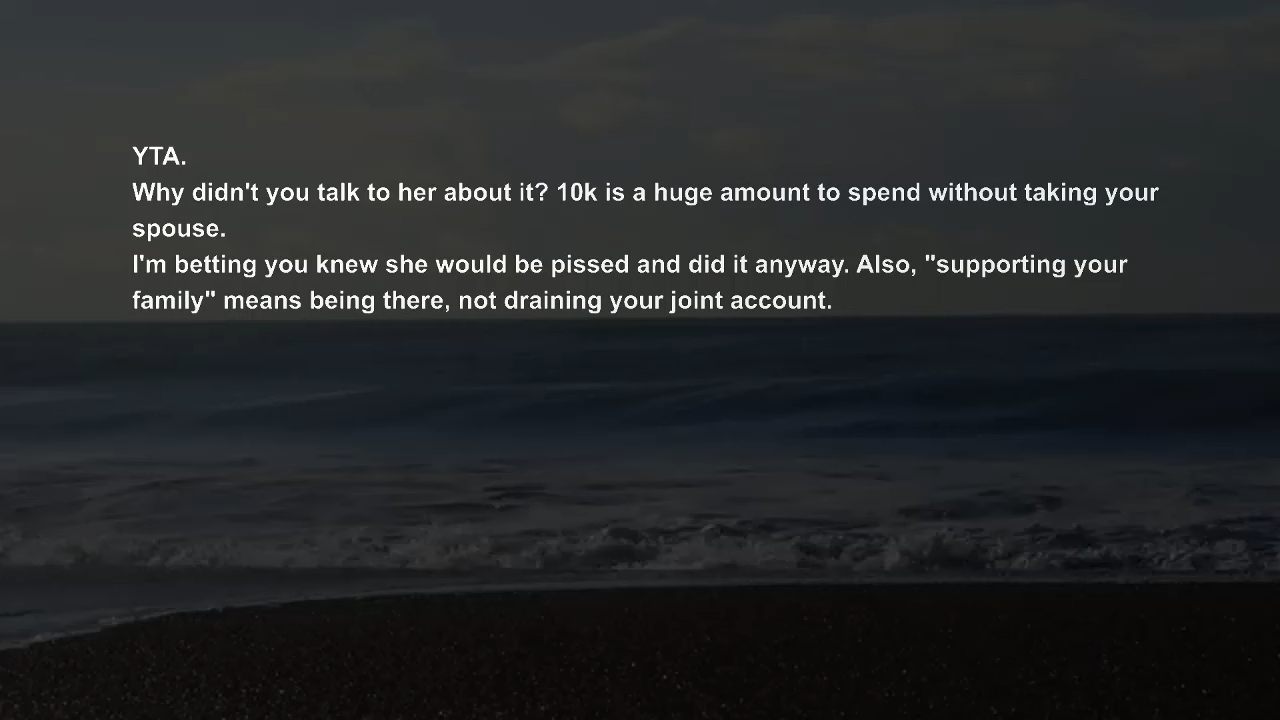 YTA.
Why didn't you talk to her about it? 10k is a huge amount to spend without taking your
spouse.
I'm betting you knew she would be pissed and did it anyway. Also, "supporting your
family" means being there, not draining your joint account.